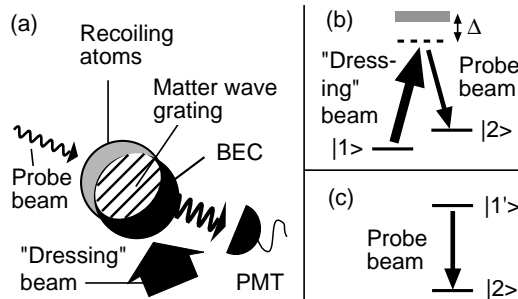 (a)
Recoiling
atoms
Matter wave
grating
BEC
Probe
beam
"Dressing"
beam
PMT
(b)
Δ
"Dress-
ing"
beam
Probe
beam
|1>
|2>
(c)
|1'>
Probe
beam
|2>